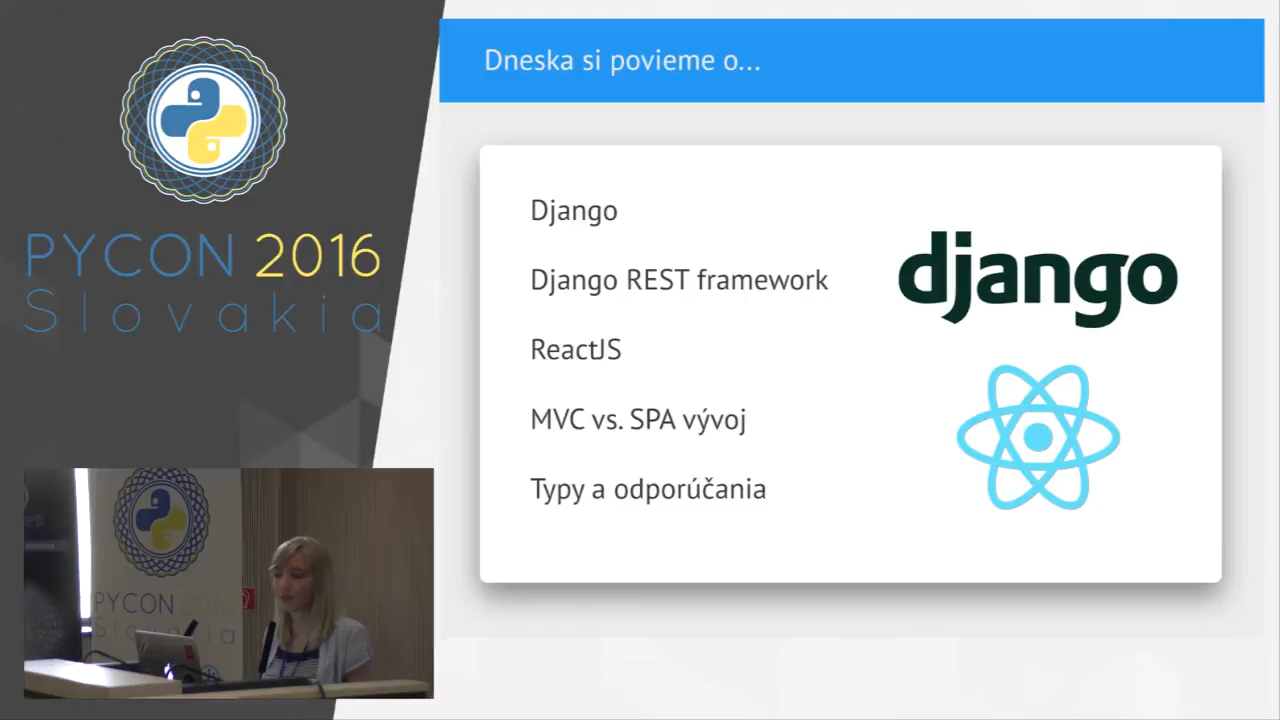 PYCON 2016
Slovakia
Dneska si povieme o...
Django
Django REST framework
ReactJS
MVC vs. SPA vývoj
Typy a odporúčania
django
PYCON 2016
Slovakia